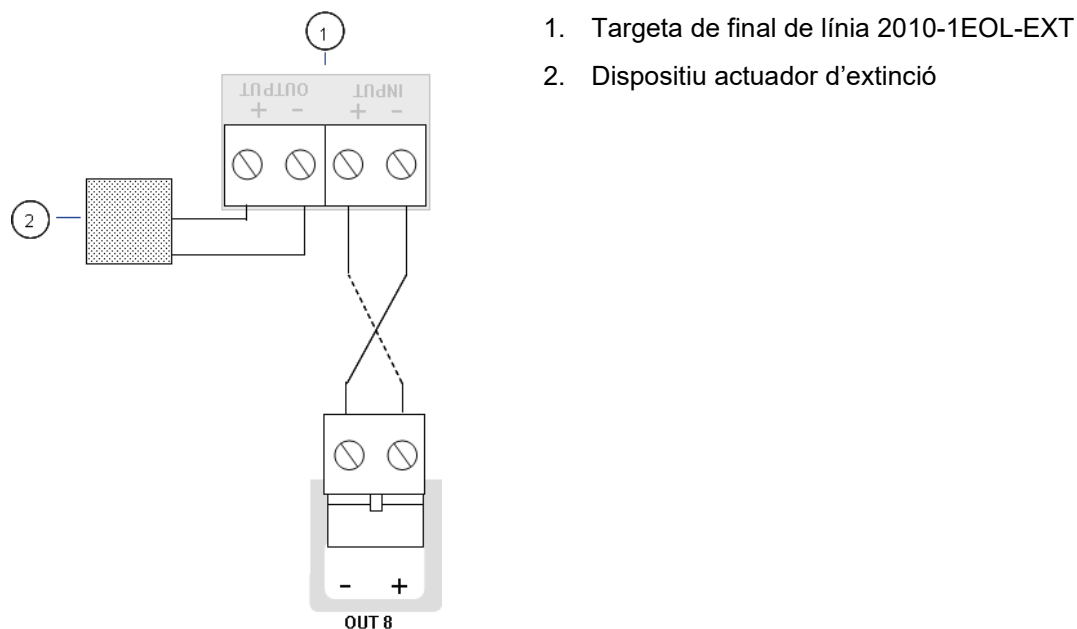 1. Targeta de final de línia 2010-1EOL-EXT
2. Dispositiu actuador d’extinció
1
OUTPUT INPUT
+ - + -
2
- +
OUT 8